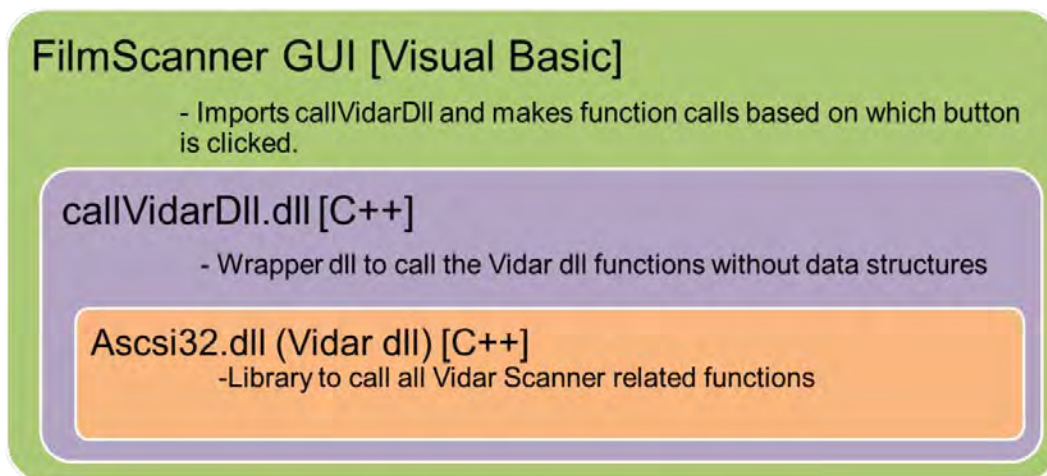 FilmScanner GUI [Visual Basic]
- Imports callVidarDll and makes function calls based on which button
is clicked.
callVidarDll.dll [C++]
- Wrapper dll to call the Vidar dll functions without data structures
Ascsi32.dll (Vidar dll) [C++]
-Library to call all Vidar Scanner related functions